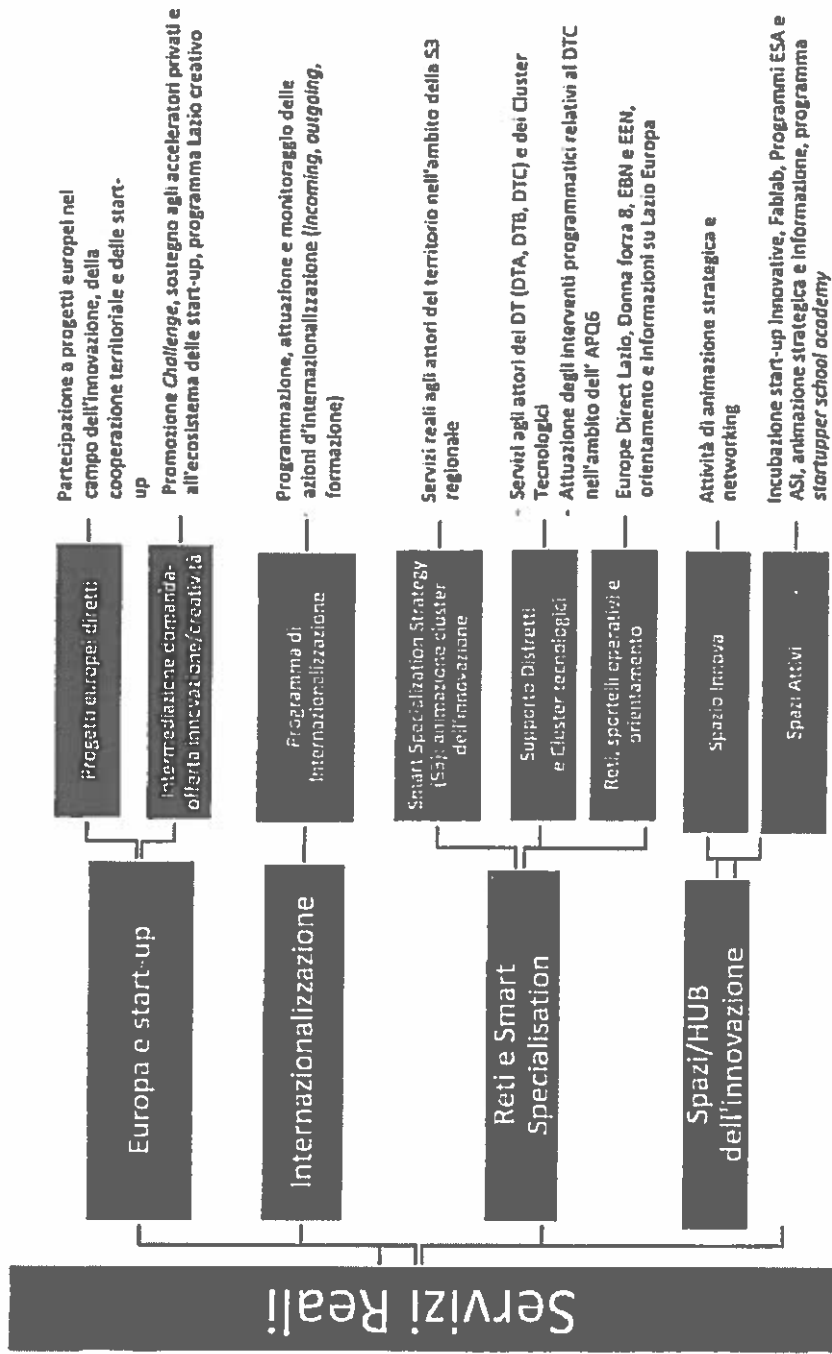 Servizi Reali
Europa e start-up
Progetti europei diretti
Partecipazione a progetti europei nel
campo dell'innovazione, della
cooperazione territoriale e delle start-
up
Intermediazione domanda-
offerta innovazione/creatività
Promozione Challenge, sostegno agli acceleratori privati e
all'ecosistema delle start-up, programma Lazio creativo
Internazionalizzazione
Programma di
Internazionalizzazione
Programmazione, attuazione e monitoraggio delle
azioni d'internazionalizzazione (incoming, outgoing,
formazione)
Reti e Smart
Specialisation
Smart Specialization Strategy
(S3): animazione cluster
dell'innovazione
Servizi reali agli attori del territorio nell'ambito della S3
regionale
Supporto Distretti
e Cluster tecnologici
- Servizi agli attori dei DT (DTA, DTB, DTC) e dei Cluster
Tecnologici
- Attuazione degli interventi programmatici relativi al DTC
nell'ambito dell' APQ6
Reti, sportelli operativi e
orientamento
Europe Direct Lazio, Donna forza 8, EBN e EEN,
orientamento e informazioni su Lazio Europa
Spazi/HUB
dell'innovazione
Spazio Innova
Attività di animazione strategica e
networking
Spazi Attivi
Incubazione start-up innovative, Fablab, Programmi ESA e
ASI, animazione strategica e informazione, programma
startupper school academy